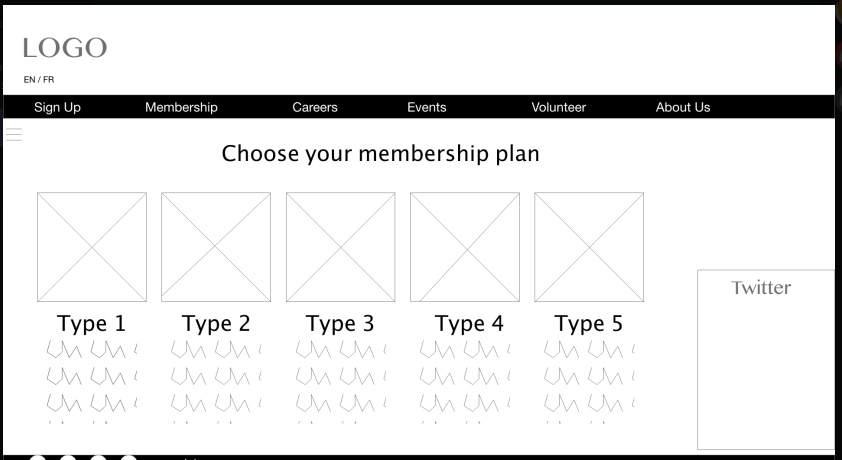 LOGO
EN / FR
Sign Up Membership Careers Events Volunteer About Us
Choose your membership plan
Type 1 Type 2 Type 3 Type 4 Type 5
Twitter